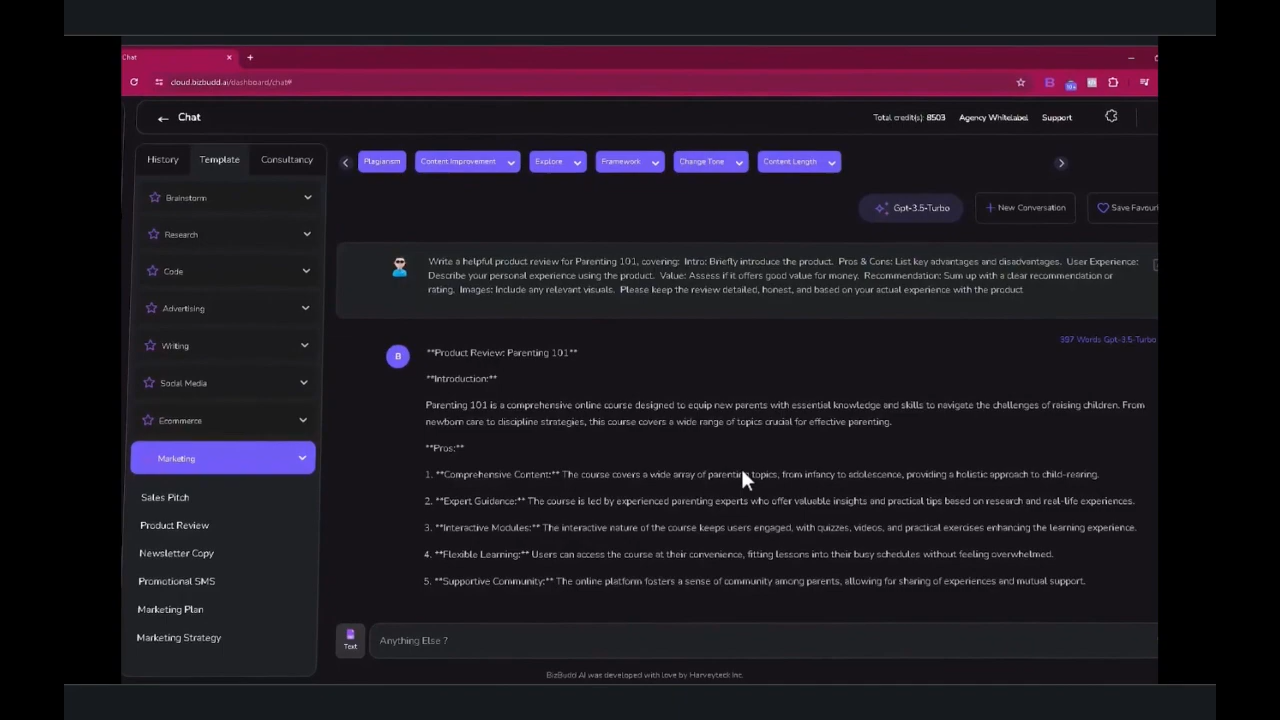 Chat
cloud.bizbudd.ai/dashboard/chat#
Chat
Total credit(s): 8503 Agency Whitelabel Support
History Template Consultancy
Plagiarism Content Improvement Explore Framework Change Tone Content Length
Brainstorm
Research
Code
Advertising
Writing
Social Media
Ecommerce
Marketing
Sales Pitch
Product Review
Newsletter Copy
Promotional SMS
Marketing Plan
Marketing Strategy
Gpt-3.5-Turbo New Conversation Save Favour
Write a helpful product review for Parenting 101, covering: Intro: Briefly introduce the product. Pros & Cons: List key advantages and disadvantages. User Experience:
Describe your personal experience using the product. Value: Assess if it offers good value for money. Recommendation: Sum up with a clear recommendation or
rating. Images: Include any relevant visuals. Please keep the review detailed, honest, and based on your actual experience with the product
397 Words Gpt-3.5-Turbo
B
**Product Review: Parenting 101**
**Introduction:**
Parenting 101 is a comprehensive online course designed to equip new parents with essential knowledge and skills to navigate the challenges of raising children. From
newborn care to discipline strategies, this course covers a wide range of topics crucial for effective parenting.
**Pros:**
1. **Comprehensive Content:** The course covers a wide array of parenting topics, from infancy to adolescence, providing a holistic approach to child-rearing.
2. **Expert Guidance:** The course is led by experienced parenting experts who offer valuable insights and practical tips based on research and real-life experiences.
3. **Interactive Modules:** The interactive nature of the course keeps users engaged, with quizzes, videos, and practical exercises enhancing the learning experience.
4. **Flexible Learning:** Users can access the course at their convenience, fitting lessons into their busy schedules without feeling overwhelmed.
5. **Supportive Community:** The online platform fosters a sense of community among parents, allowing for sharing of experiences and mutual support.
Text
Anything Else ?
BizBudd AI was developed with love by Harveyteck Inc.